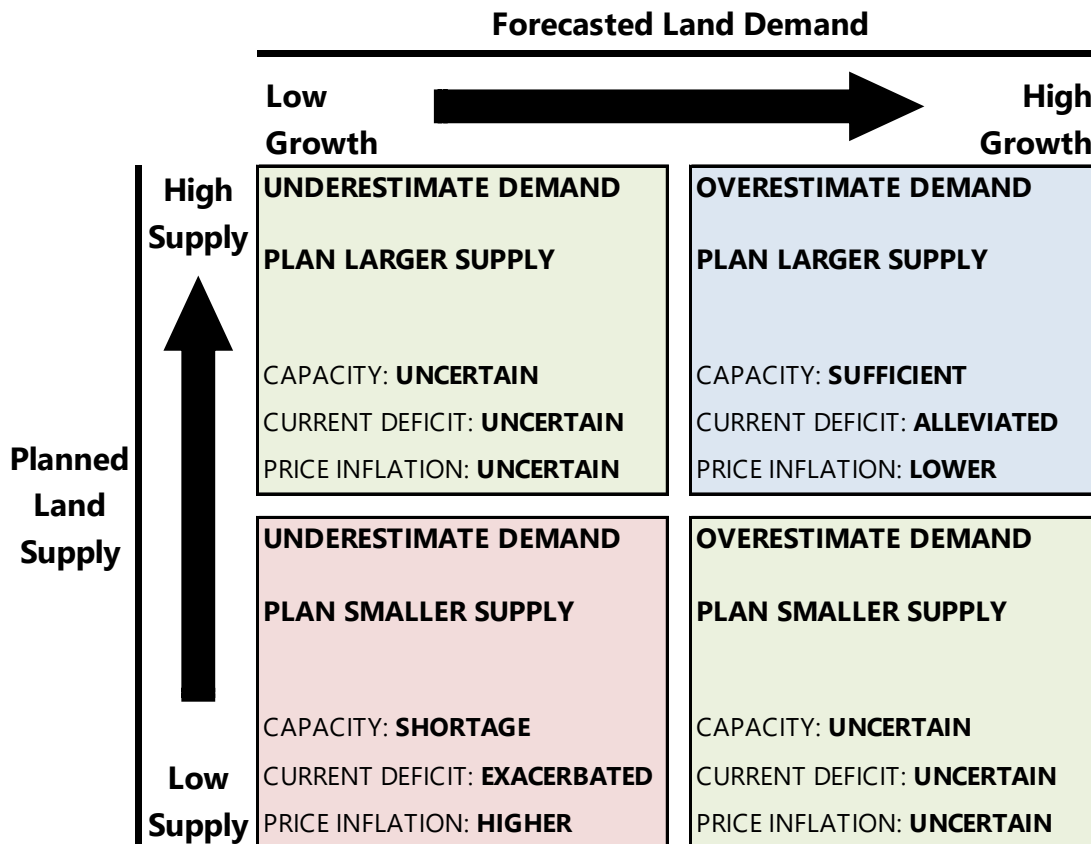 Forecasted Land Demand
Low
Growth
High
Growth
High
Supply
UNDERESTIMATE DEMAND
PLAN LARGER SUPPLY
CAPACITY: UNCERTAIN
CURRENT DEFICIT: UNCERTAIN
PRICE INFLATION: UNCERTAIN
OVERESTIMATE DEMAND
PLAN LARGER SUPPLY
CAPACITY: SUFFICIENT
CURRENT DEFICIT: ALLEVIATED
PRICE INFLATION: LOWER
Planned
Land
Supply
Low
Supply
UNDERESTIMATE DEMAND
PLAN SMALLER SUPPLY
CAPACITY: SHORTAGE
CURRENT DEFICIT: EXACERBATED
PRICE INFLATION: HIGHER
OVERESTIMATE DEMAND
PLAN SMALLER SUPPLY
CAPACITY: UNCERTAIN
CURRENT DEFICIT: UNCERTAIN
PRICE INFLATION: UNCERTAIN